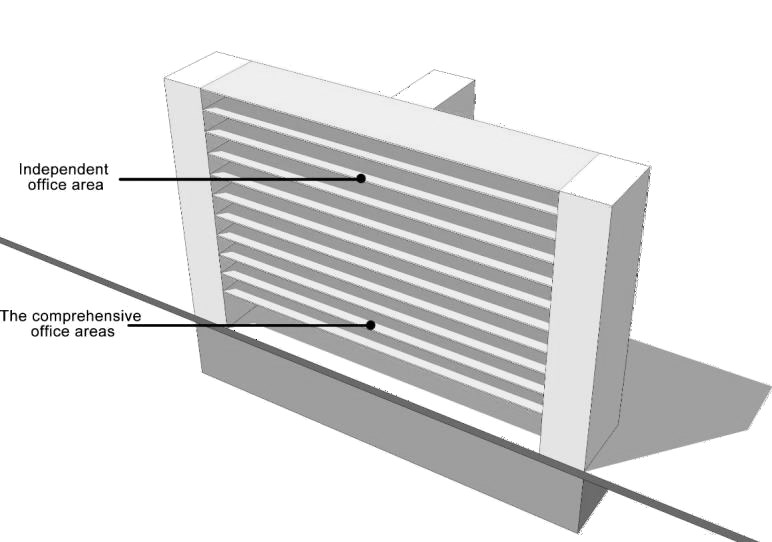 Independent
office area
The comprehensive
office areas